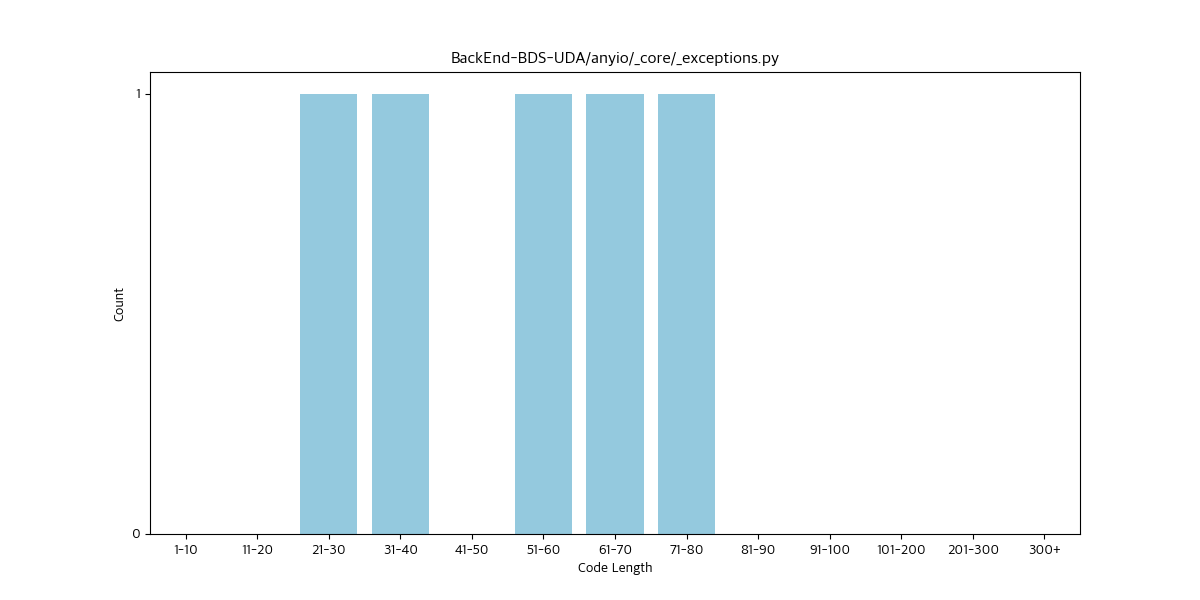 BackEnd-BDS-UDA/anyio/_core/_exceptions.py
1
0
Count
1-10 11-20 21-30 31-40 41-50 51-60 61-70 71-80 81-90 91-100 101-200 201-300 300+
Code Length